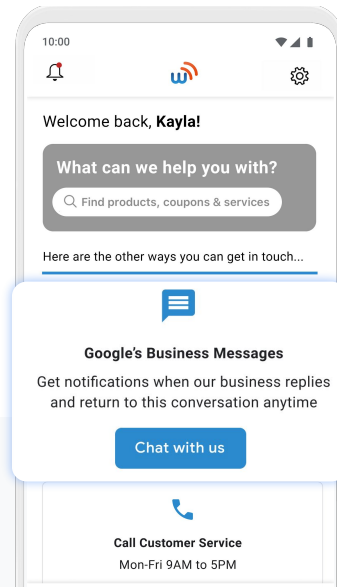 10:00
Welcome back, Kayla!
What can we help you with?
Find products, coupons & services
Here are the other ways you can get in touch...
Google's Business Messages
Get notifications when our business replies
and return to this conversation anytime
Chat with us
Call Customer Service
Mon-Fri 9AM to 5PM